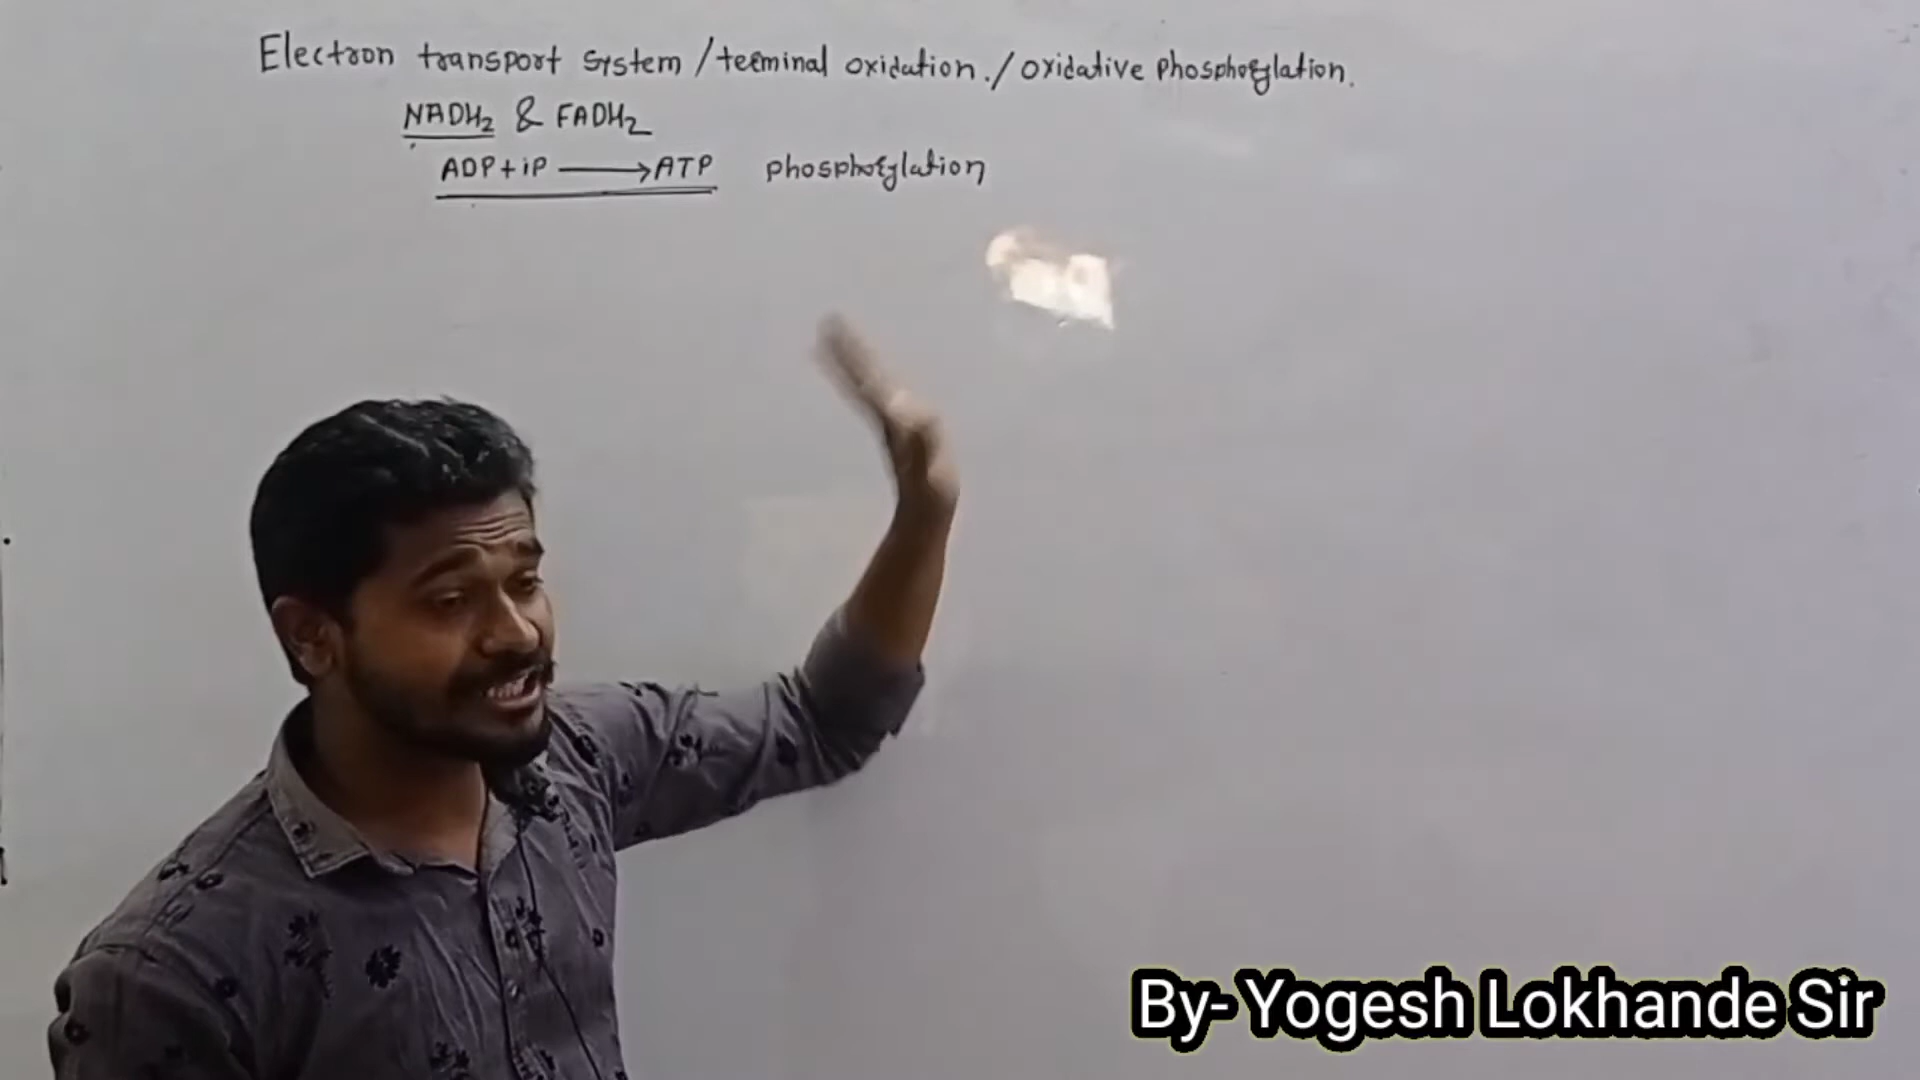 Electron transport system / terminal oxidation. / oxidative phosphorylation.
NADH2 & FADH2
ADP + iP ⟶ ATP phosphorylation
By- Yogesh Lokhande Sir